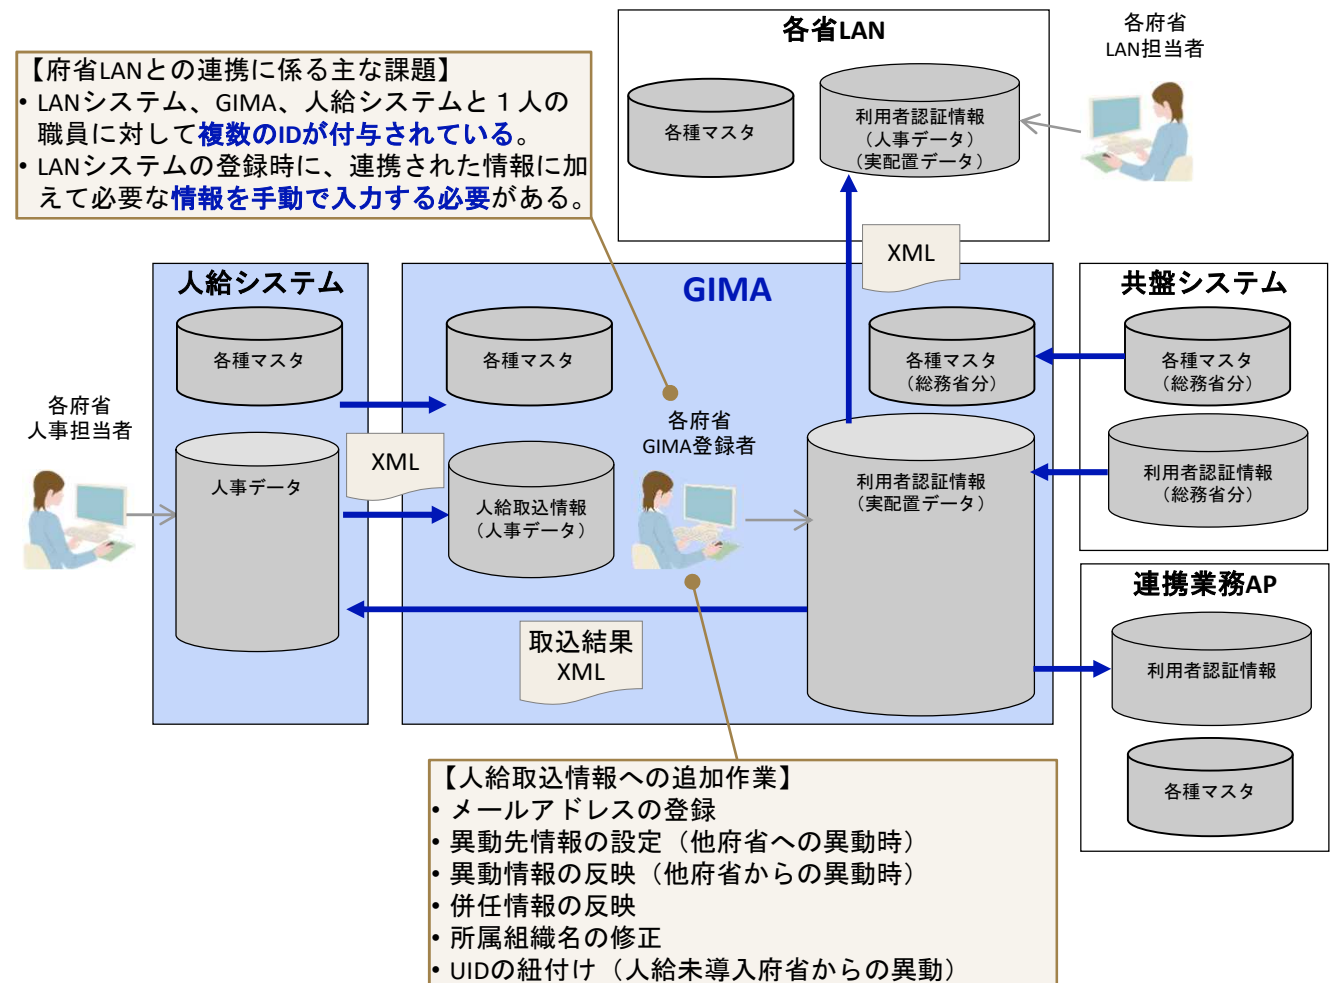 各省LAN
各種マスタ
利用者認証情報
（人事データ）
（実配置データ）
各府省
LAN担当者
【府省LANとの連携に係る主な課題】
• LANシステム、GIMA、人給システムと１人の
職員に対して複数のIDが付与されている。
• LANシステムの登録時に、連携された情報に加
えて必要な情報を手動で入力する必要がある。
XML
人給システム
各種マスタ
人事データ
各府省
人事担当者
XML
GIMA
各種マスタ
人給取込情報
（人事データ）
各府省
GIMA登録者
各種マスタ
（総務省分）
利用者認証情報
（実配置データ）
取込結果
XML
共盤システム
各種マスタ
（総務省分）
利用者認証情報
（総務省分）
連携業務AP
利用者認証情報
各種マスタ
【人給取込情報への追加作業】
• メールアドレスの登録
• 異動先情報の設定（他府省への異動時）
• 異動情報の反映（他府省からの異動時）
• 併任情報の反映
• 所属組織名の修正
• UIDの紐付け（人給未導入府省からの異動）